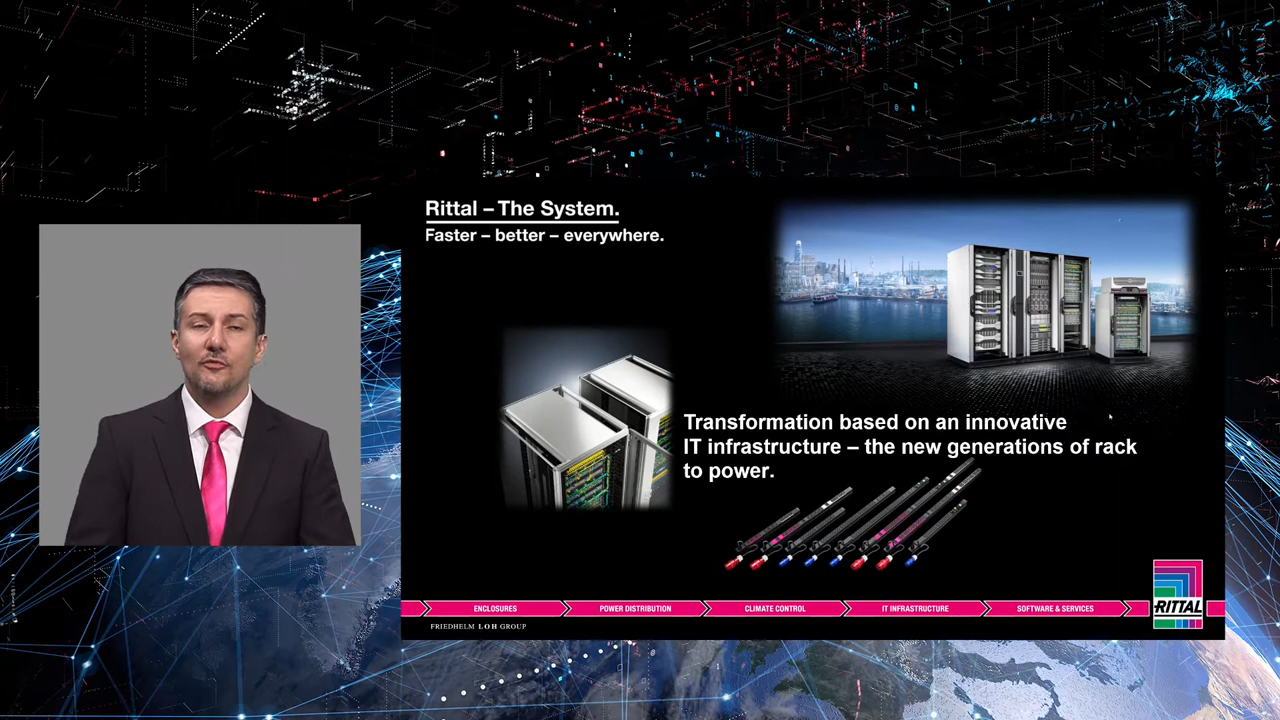 Rittal – The System.
Faster – better – everywhere.
Transformation based on an innovative
IT infrastructure – the new generations of rack
to power.
ENCLOSURES
POWER DISTRIBUTION
CLIMATE CONTROL
IT INFRASTRUCTURE
SOFTWARE & SERVICES
RITTAL
FRIEDHELM LOH GROUP